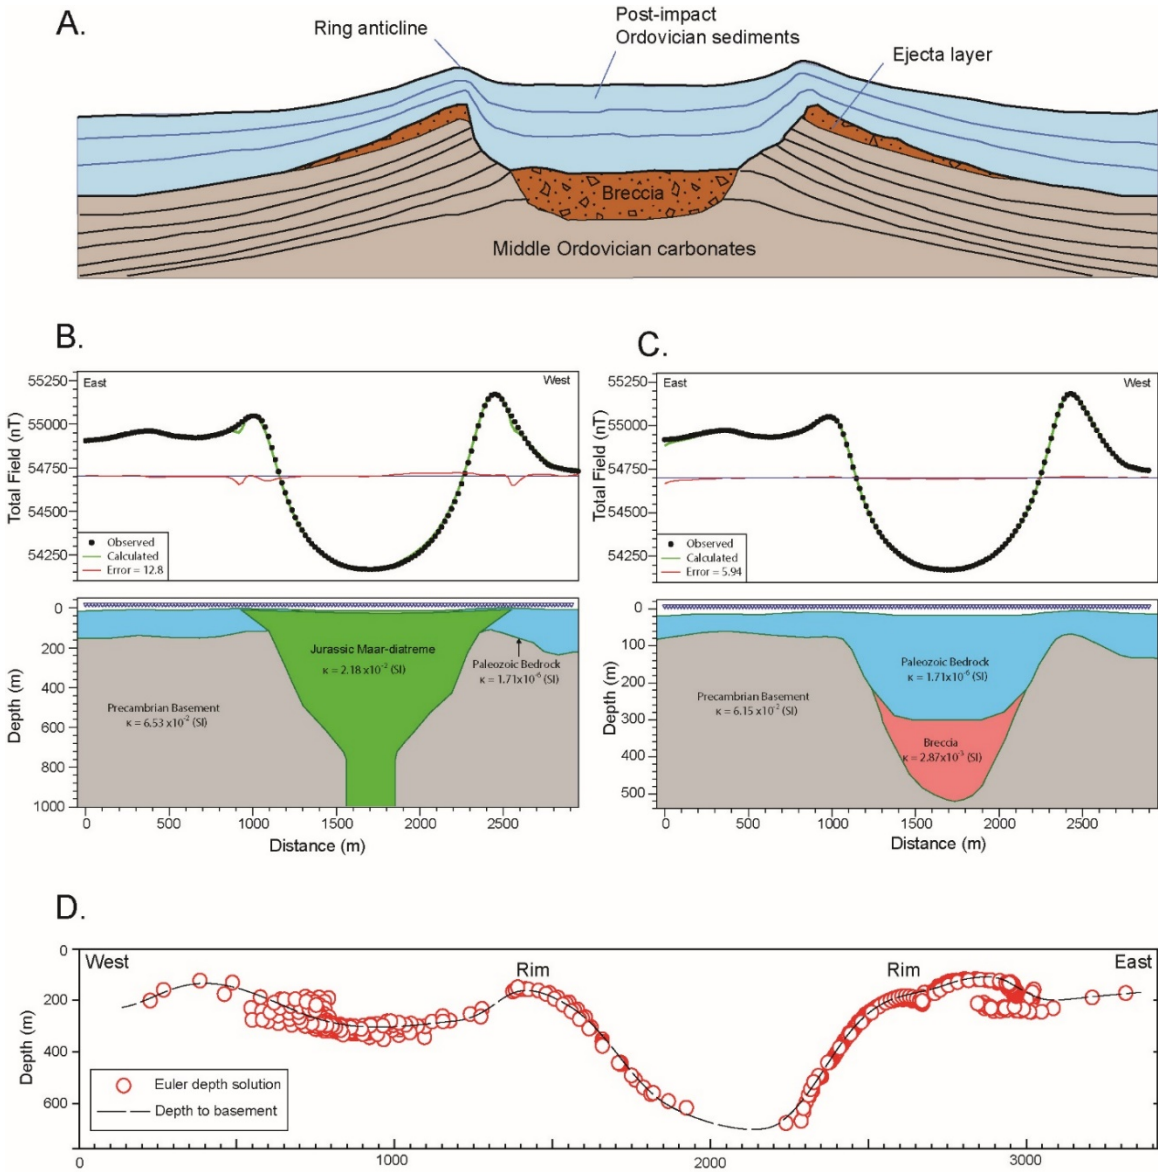 A.
Ring anticline
Post-impact
Ordovician sediments
Ejecta layer
Breccia
Middle Ordovician carbonates
B.
East
West
55250
55000
54750
54500
54250
Total Field (nT)
Observed
Calculated
Error = 12.8
0
200
400
600
800
1000
Depth (m)
Jurassic Maar-diatreme
κ = 2.18 x10⁻² (SI)
Paleozoic Bedrock
κ = 1.71x10⁻⁶ (SI)
Precambrian Basement
κ = 6.53 x10⁻² (SI)
0 500 1000 1500 2000 2500
Distance (m)
C.
East
West
55250
55000
54750
54500
54250
Total Field (nT)
Observed
Calculated
Error = 5.94
0
100
200
300
400
500
Depth (m)
Paleozoic Bedrock
κ = 1.71x10⁻⁶ (SI)
Precambrian Basement
κ = 6.15 x10⁻² (SI)
Breccia
κ = 2.87x10⁻³ (SI)
0 500 1000 1500 2000 2500
Distance (m)
D.
West
Rim
Rim
East
0
200
400
600
Depth (m)
Euler depth solution
Depth to basement
0 1000 2000 3000